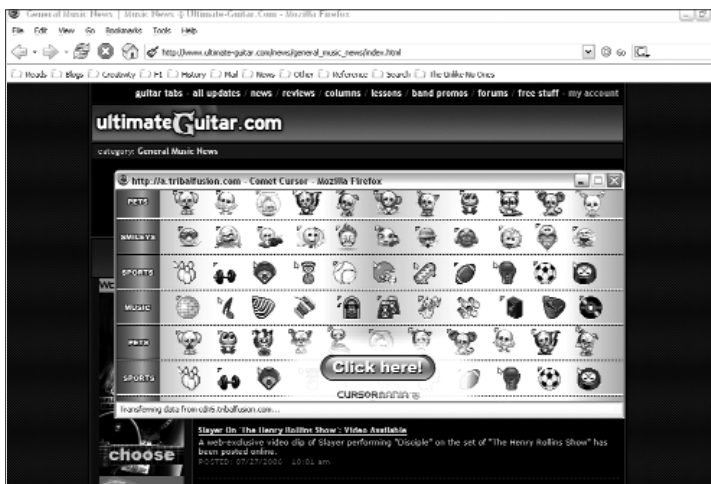 General Music News | Music News @ Ultimate-Guitar.Com - Mozilla Firefox
File Edit View Go Bookmarks Tools Help
http://www.ultimate-guitar.com/news/general_music_news/index.html
Go
Reads Blogs Creativity F1 History Mail News Other Reference Search The Unlike No Ones
guitar tabs - all updates / news / reviews / columns / lessons / band promos / forums / free stuff - my account
ultimateGuitar.com
category: General Music News
http://a.tribalfusion.com - Comet Cursor - Mozilla Firefox
PETS
SMILEYS
SPORTS
MUSIC
PETS
SPORTS
Click here!
CURSORMANIA
Transferring data from cdn5.tribalfusion.com...
Slayer On 'The Henry Rollins Show': Video Available
A web-exclusive video clip of Slayer performing "Disciple" on the set of "The Henry Rollins Show" has
been posted online.
POSTED: 07/27/2006 10:01 am
choose